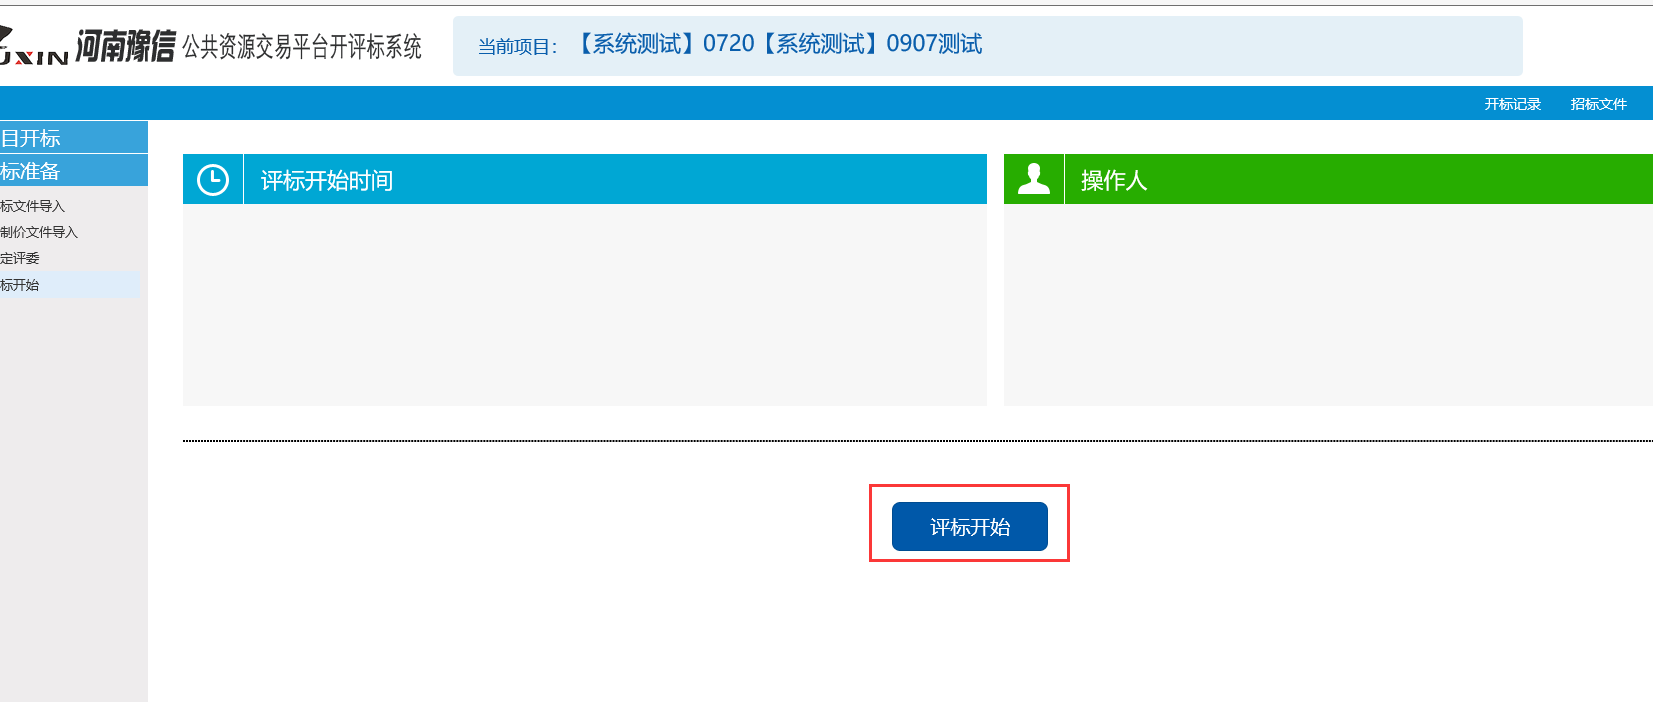 UXIN 河南豫信 公共资源交易平台开评标系统
当前项目： 【系统测试】0720【系统测试】0907测试
开标记录 招标文件
目开标
标准备
标文件导入
制价文件导入
定评委
标开始
评标开始时间
操作人
评标开始